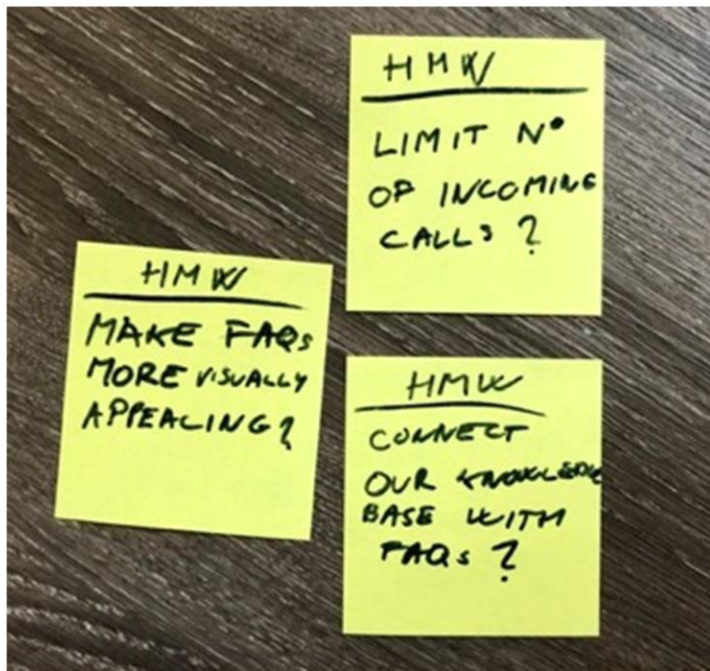 HMW
LIMIT Nº
OF INCOMING
CALLS ?
HMW
MAKE FAQs
MORE VISUALLY
APPEALING ?
HMW
CONNECT
OUR KNOWLEDGE
BASE WITH
FAQs ?